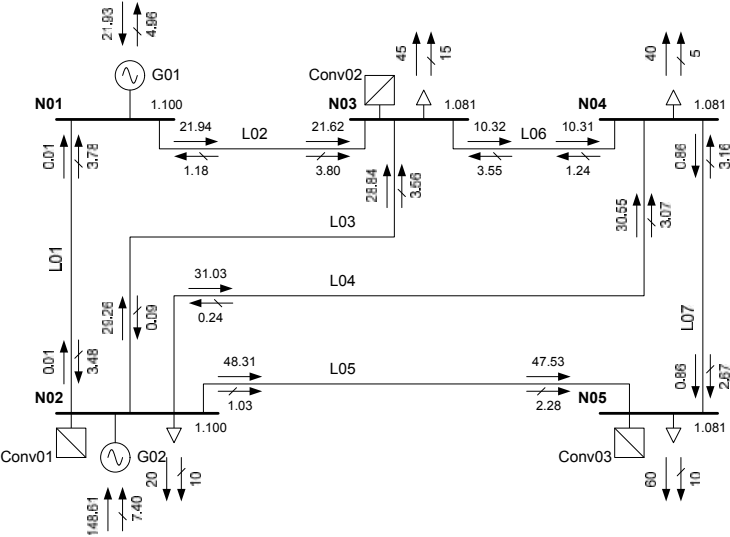 21.93 4.96
G01
N01 1.100
Conv02
45 15
N03 1.081
40 5
N04 1.081
21.94 L02 21.62
1.18 3.80
10.32 L06 10.31
3.55 1.24
0.01 3.78
28.84 3.56
0.86 3.16
30.55 3.07
L03
L01
31.03 L04
0.24
29.26 0.09
L07
0.01 3.48
48.31 L05 47.53
1.03 2.28
0.86 2.67
N02 1.100
N05 1.081
Conv01 G02
20 10
Conv03
60 10
148.61 7.40